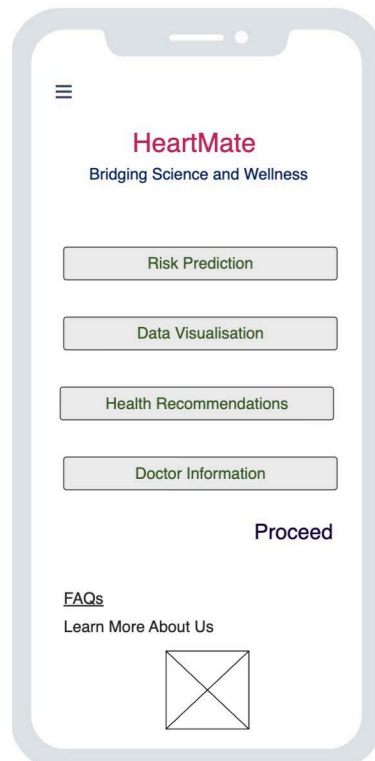 HeartMate
Bridging Science and Wellness
Risk Prediction
Data Visualisation
Health Recommendations
Doctor Information
Proceed
FAQs
Learn More About Us